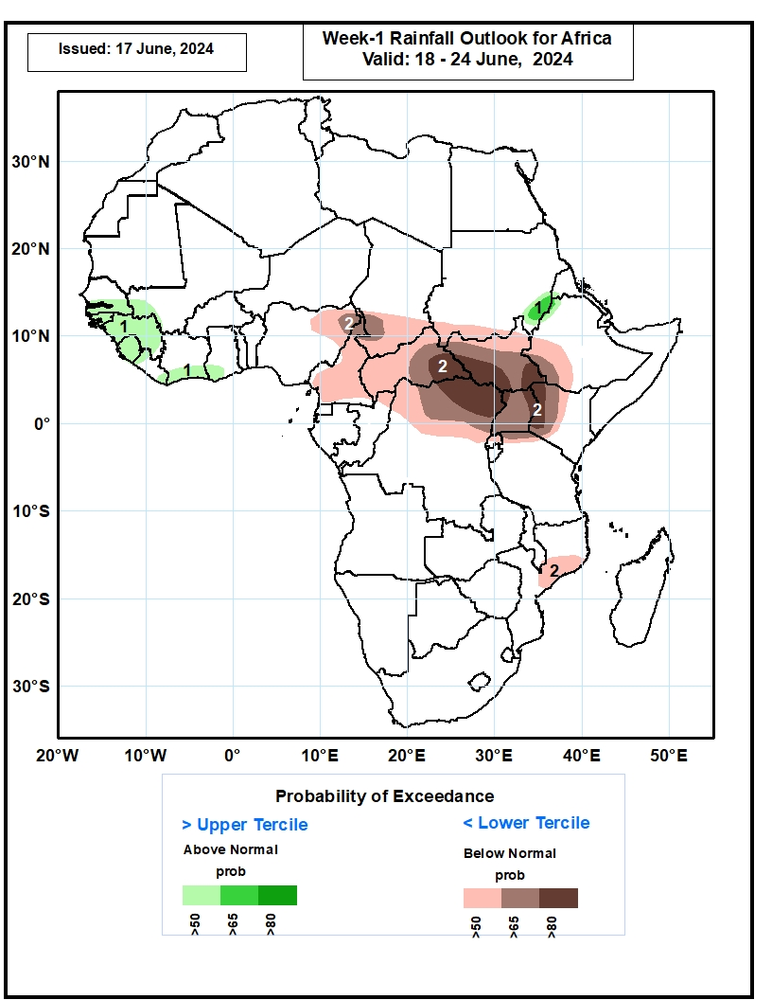 Issued: 17 June, 2024
Week-1 Rainfall Outlook for Africa
Valid: 18 - 24 June, 2024
30°N
20°N
10°N
0°
10°S
20°S
30°S
1
1
1
2
2
2
2
20°W
10°W
0°
10°E
20°E
30°E
40°E
50°E
Probability of Exceedance
> Upper Tercile
Above Normal
prob
>50
>65
>80
< Lower Tercile
Below Normal
prob
>50
>65
>80